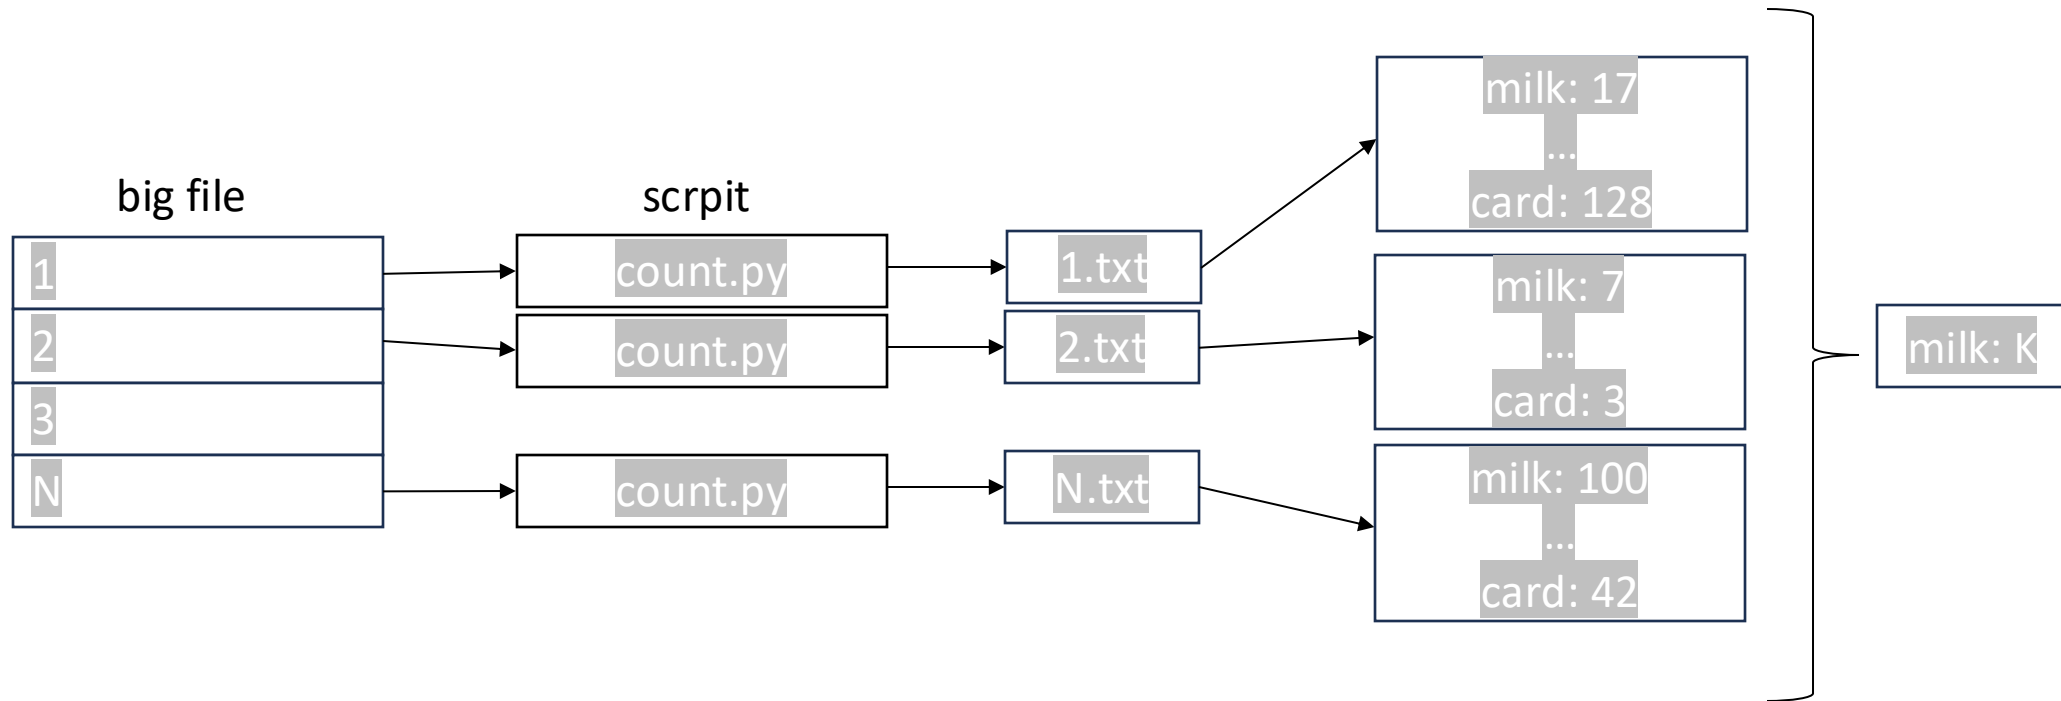 big file
1
2
3
N
scrpit
count.py
count.py
count.py
1.txt
2.txt
N.txt
milk: 17
...
card: 128
milk: 7
...
card: 3
milk: 100
...
card: 42
milk: K